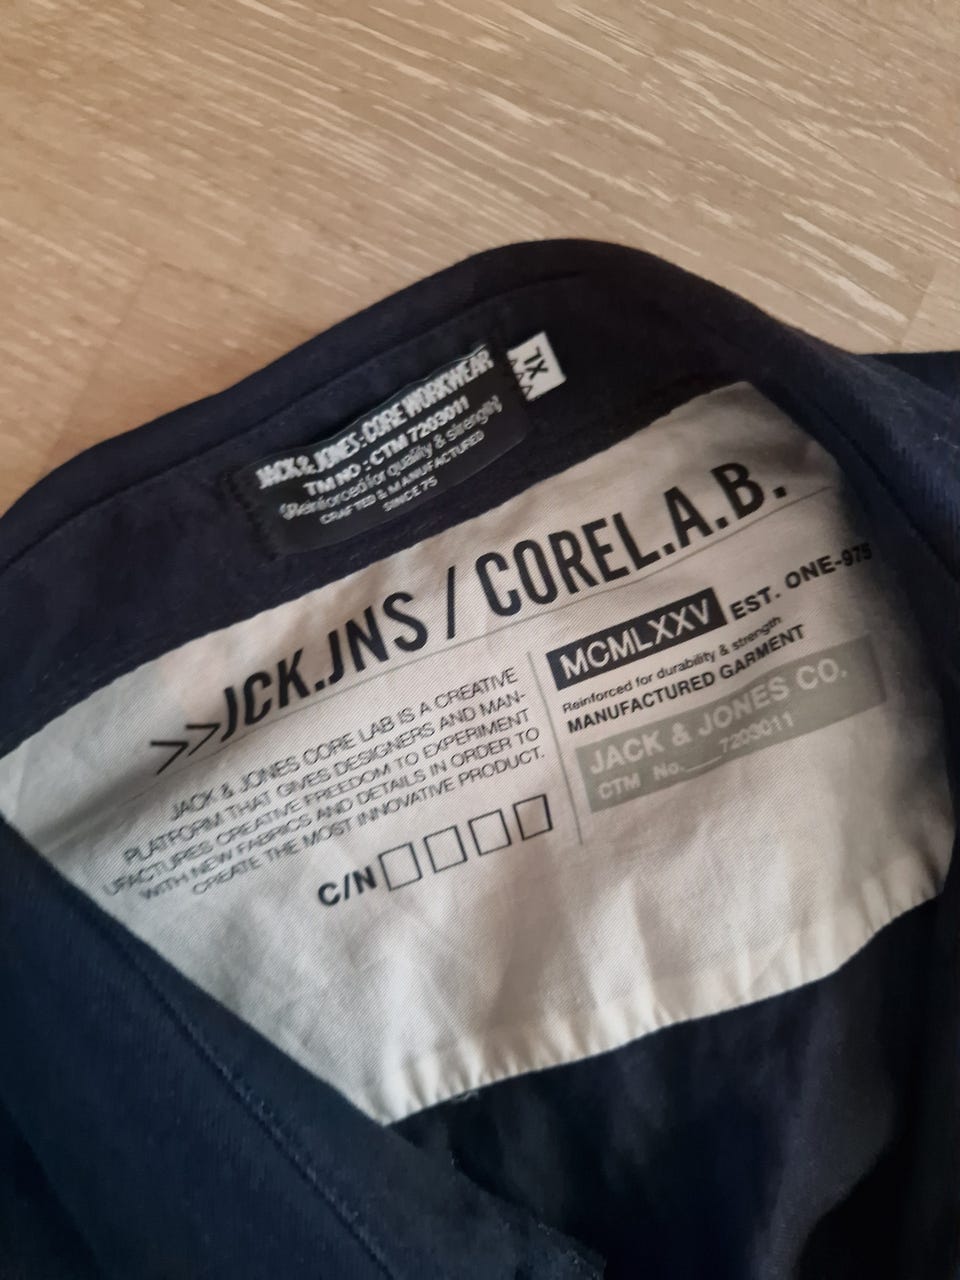 JACK & JONES : CORE WORKWEAR
TM NO : CTM 7203011
(Reinforced for quality & strength)
CRAFTED & MANUFACTURED
SINCE 75
XL
>>JCK.JNS / COREL.A.B.
JACK & JONES CORE LAB IS A CREATIVE
PLATFORM THAT GIVES DESIGNERS AND MAN-
UFACTURES CREATIVE FREEDOM TO EXPERIMENT
WITH NEW FABRICS AND DETAILS IN ORDER TO
CREATE THE MOST INNOVATIVE PRODUCT.
C/N
MCMLXXV EST. ONE-975
Reinforced for durability & strength
MANUFACTURED GARMENT
JACK & JONES CO.
CTM No.___7203011